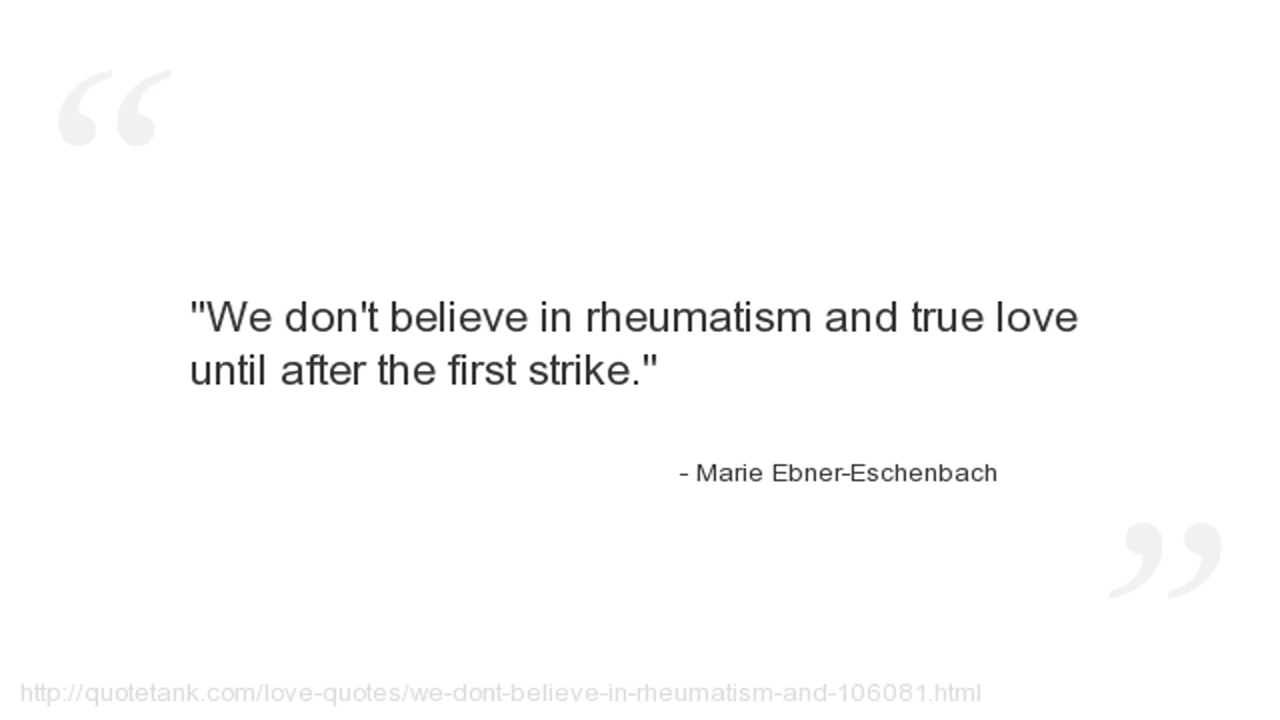 "We don't believe in rheumatism and true love
until after the first strike."
- Marie Ebner-Eschenbach
http://quotetank.com/love-quotes/we-dont-believe-in-rheumatism-and-106081.html